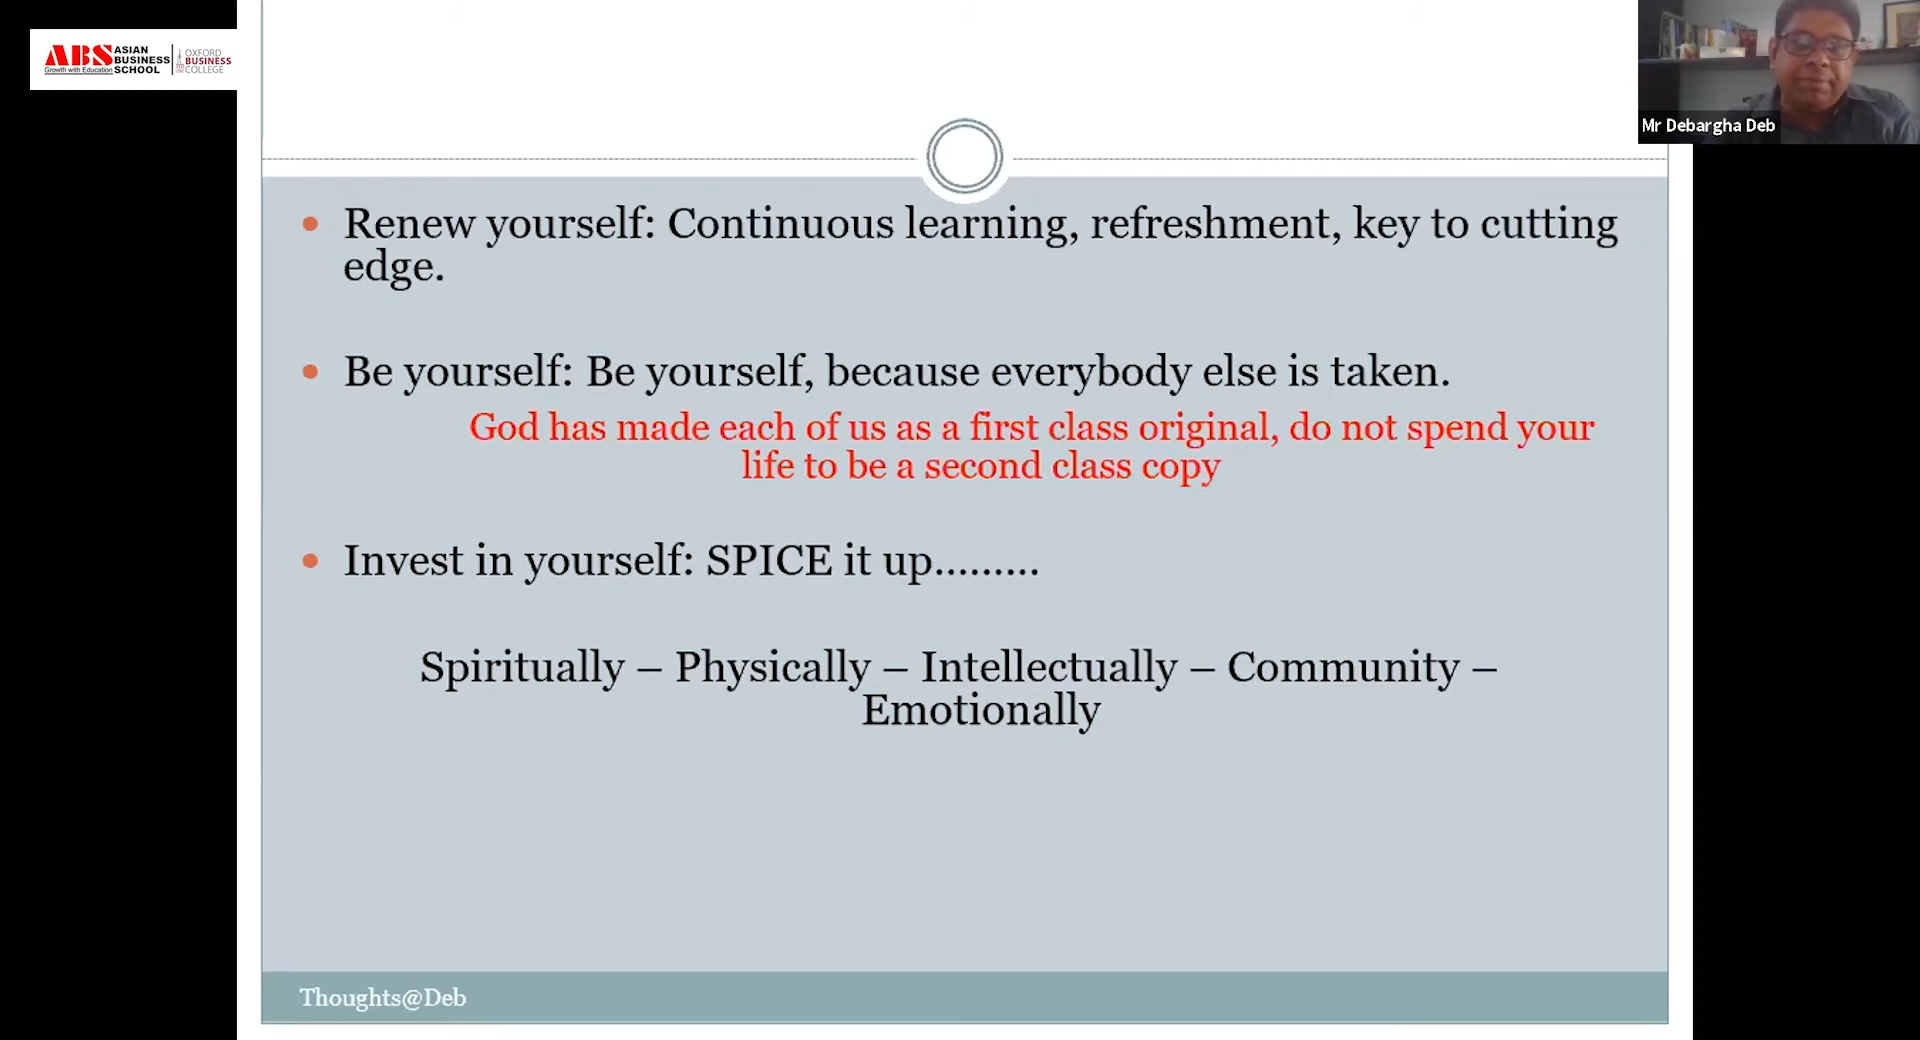 ABS ASIAN BUSINESS SCHOOL
Growth with Education
OXFORD BUSINESS COLLEGE
Mr Debargha Deb
• Renew yourself: Continuous learning, refreshment, key to cutting
edge.
• Be yourself: Be yourself, because everybody else is taken.
God has made each of us as a first class original, do not spend your
life to be a second class copy
• Invest in yourself: SPICE it up.........
Spiritually – Physically – Intellectually – Community –
Emotionally
Thoughts@Deb